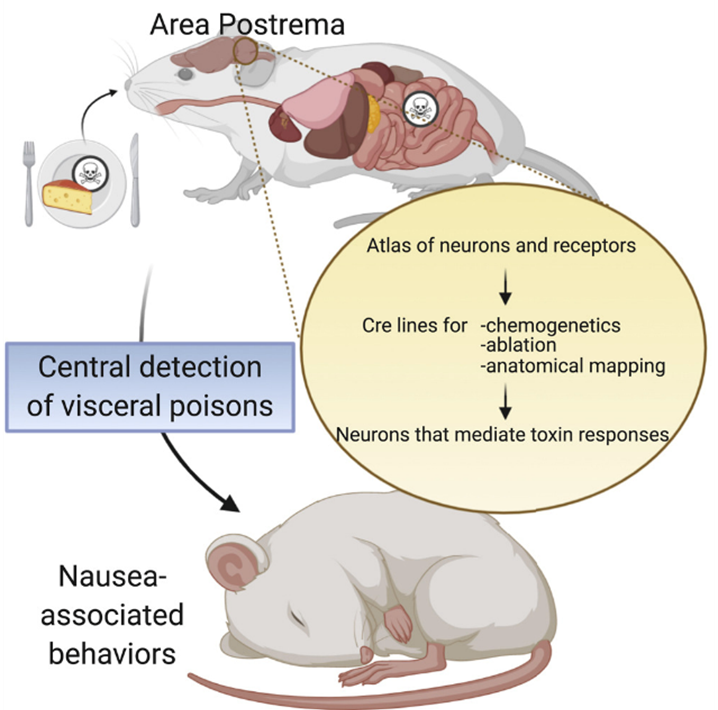 Area Postrema
Atlas of neurons and receptors
Cre lines for -chemogenetics
-ablation
-anatomical mapping
Neurons that mediate toxin responses
Central detection
of visceral poisons
Nausea-
associated
behaviors